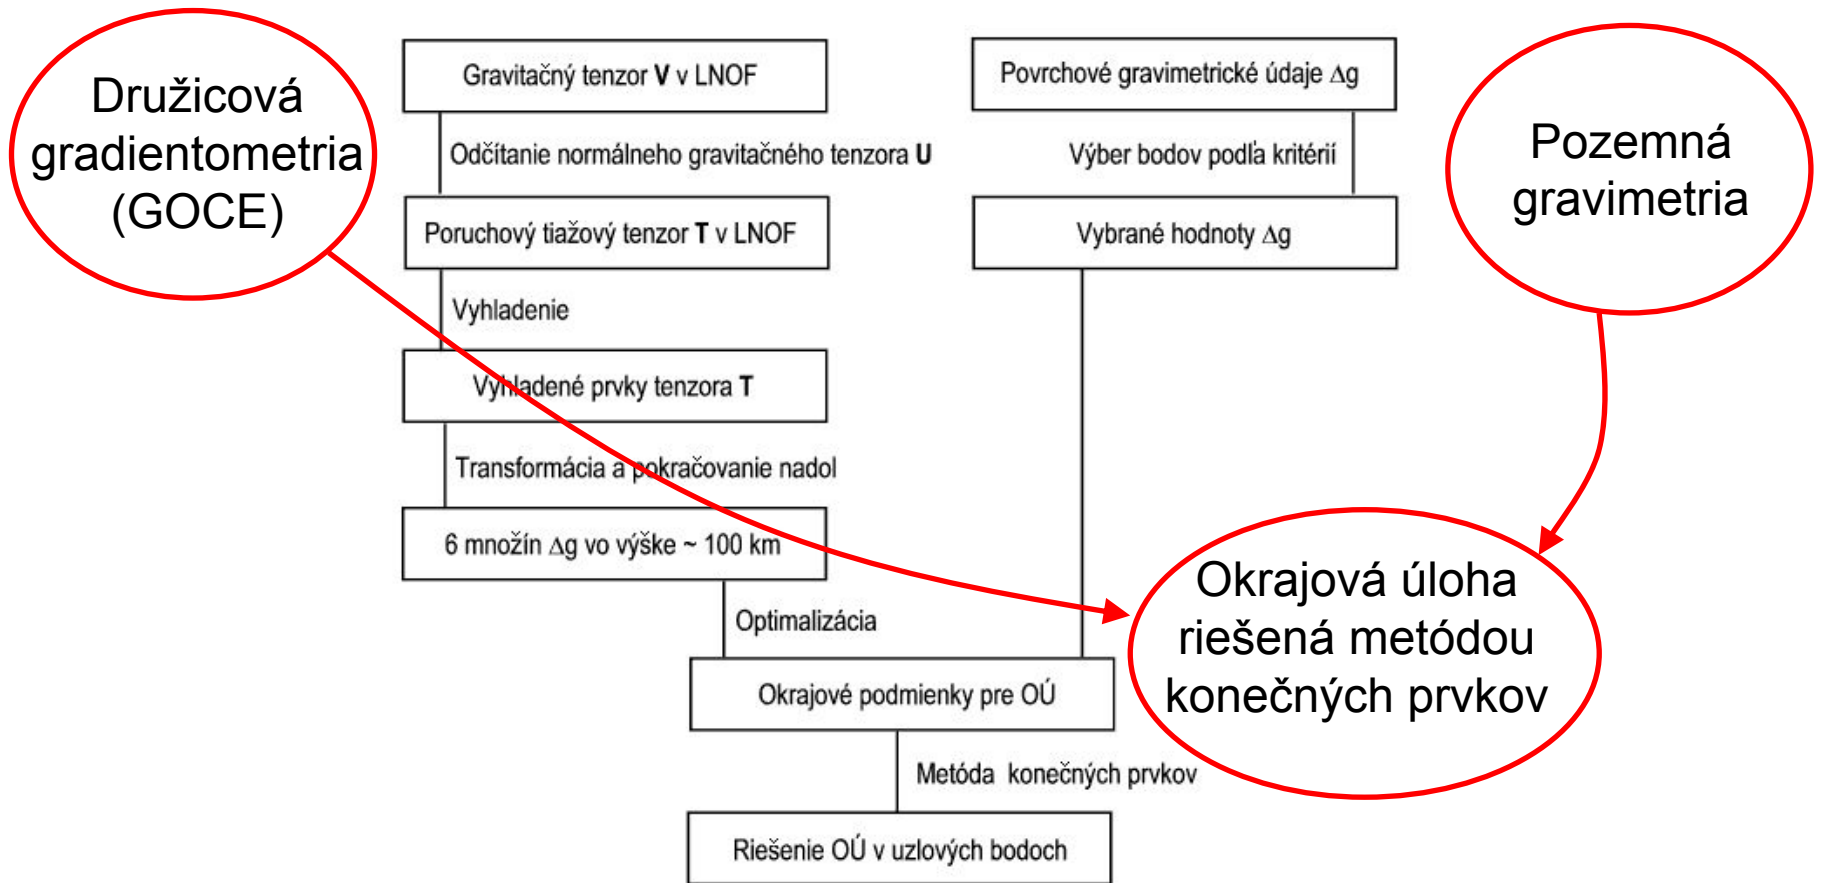 Družicová
gradientometria
(GOCE)
Gravitačný tenzor V v LNOF
Odčítanie normálneho gravitačného tenzora U
Poruchový tiažový tenzor T v LNOF
Vyhladenie
Vyhladené prvky tenzora T
Transformácia a pokračovanie nadol
6 množín Δg vo výške ~ 100 km
Optimalizácia
Povrchové gravimetrické údaje Δg
Výber bodov podľa kritérií
Vybrané hodnoty Δg
Pozemná
gravimetria
Okrajová úloha
riešená metódou
konečných prvkov
Okrajové podmienky pre OÚ
Metóda konečných prvkov
Riešenie OÚ v uzlových bodoch